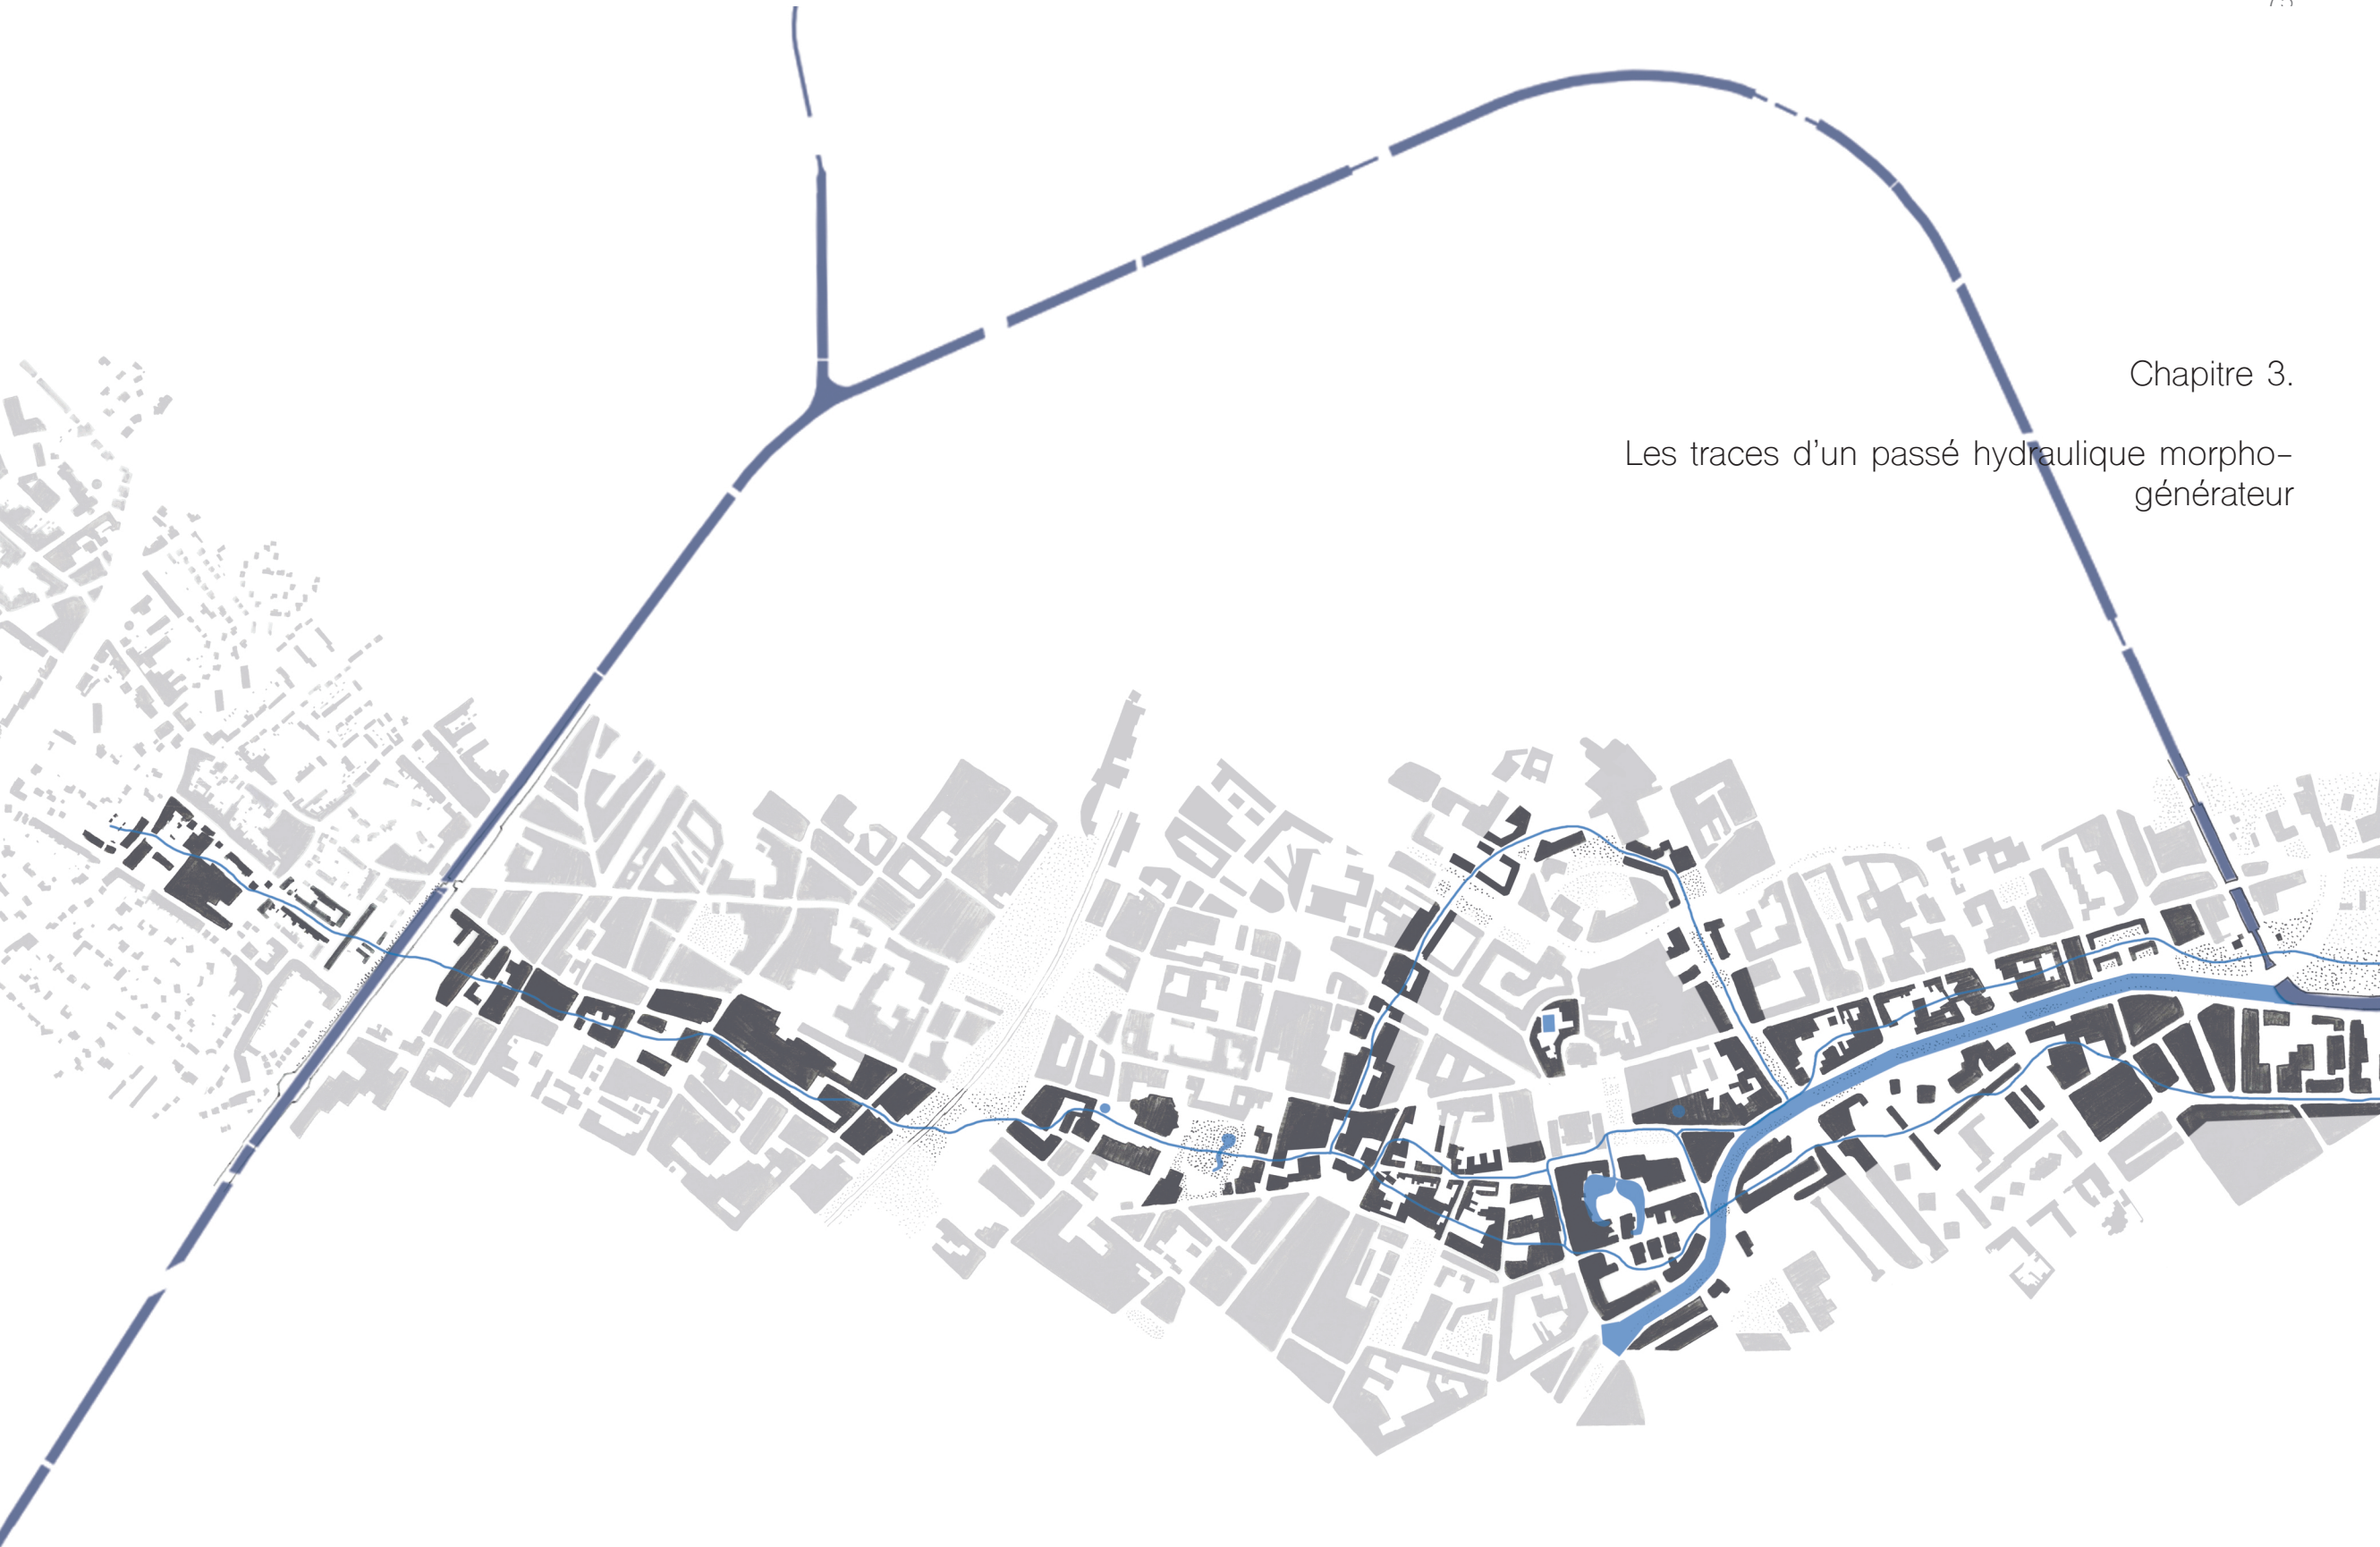 Chapitre 3.
Les traces d'un passé hydraulique morpho-
générateur